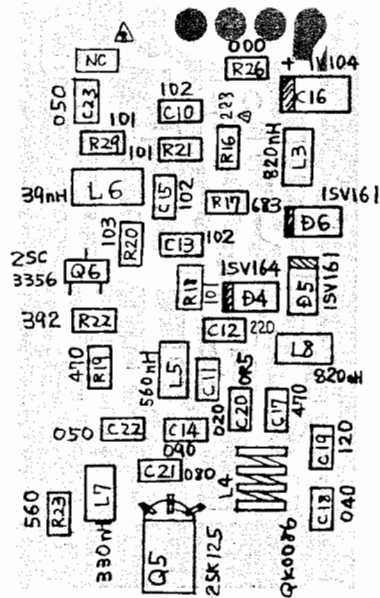 000
R26
+ 1V104
NC
C16
050
C23
102
C10
223
101
R29
101
R21
R16
820nH
L3
39nH
L6
C15
102
R17
683
1SV161
D6
103
R20
C13
102
2SC
3356
Q6
R18
101
1SV164
D4
D5
1SV161
392
R22
C12
220
L8
820nH
470
R19
560nH
L5
C11
020
0R5
C20
C17
470
050
C22
C14
090
C21
080
L4
C19
120
560
R23
L7
330nH
Q5
2SK125
QK0086
C18
040